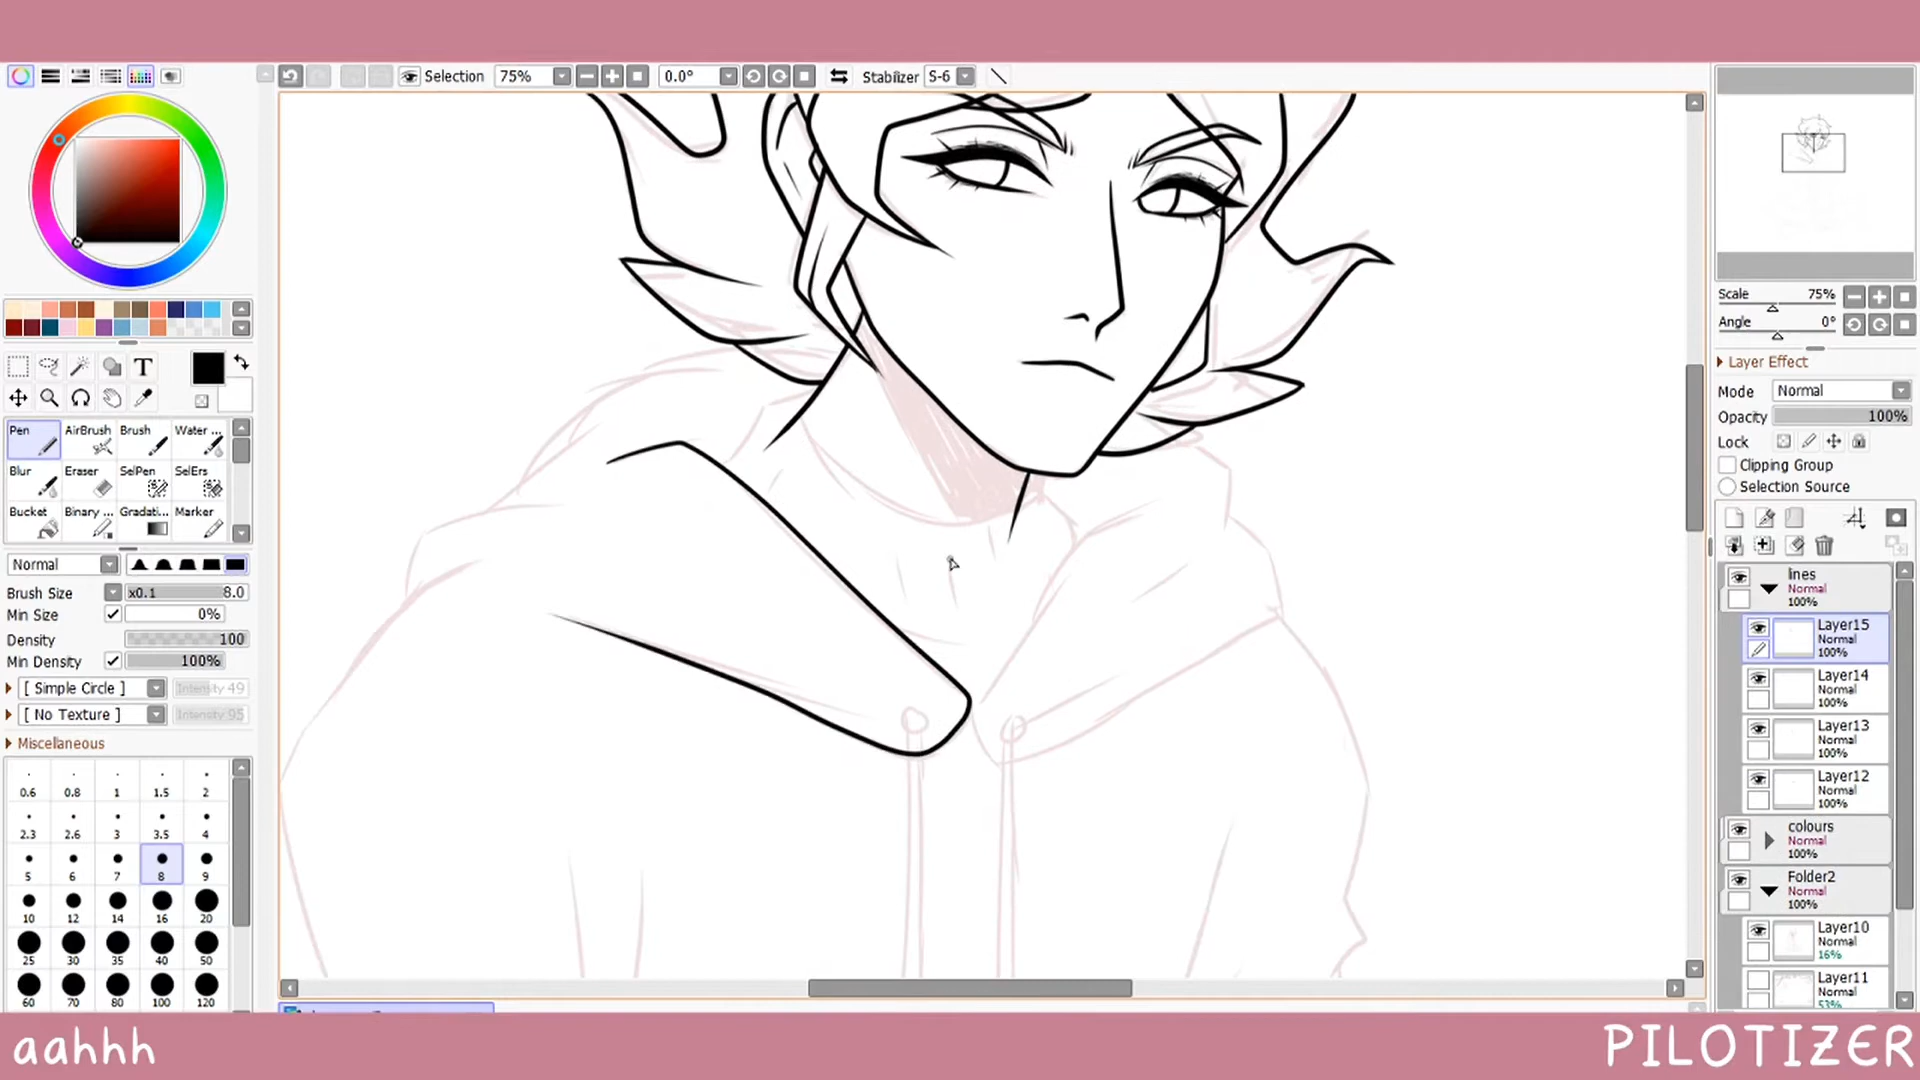 Selection 75% 0.0° Stabilizer S-6
T
Pen AirBrush Brush Water ...
Blur Eraser SelPen SelErs
Bucket Binary ... Gradati... Marker
Normal
Brush Size x0.1 8.0
Min Size 0%
Density 100
Min Density 100%
[ Simple Circle ] Intensity 49
[ No Texture ] Intensity 95
Miscellaneous
0.6 0.8 1 1.5 2
2.3 2.6 3 3.5 4
5 6 7 8 9
10 12 14 16 20
25 30 35 40 50
60 70 80 100 120
Scale 75%
Angle 0°
Layer Effect
Mode Normal
Opacity 100%
Lock
Clipping Group
Selection Source
lines
Normal
100%
Layer15
Normal
100%
Layer14
Normal
100%
Layer13
Normal
100%
Layer12
Normal
100%
colours
Normal
100%
Folder2
Normal
100%
Layer10
Normal
16%
Layer11
Normal
53%
aahhh
PILOTIZER